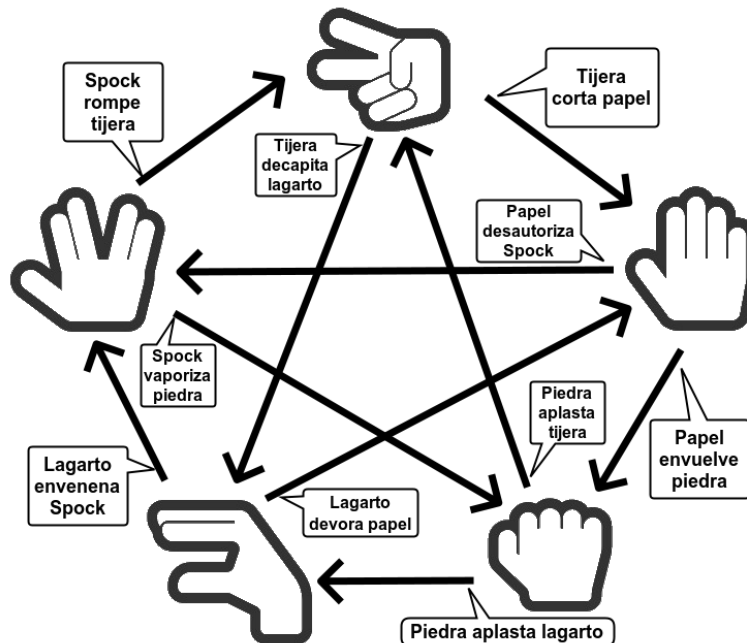 Spock
rompe
tijera
Tijera
corta papel
Tijera
decapita
lagarto
Papel
desautoriza
Spock
Spock
vaporiza
piedra
Piedra
aplasta
tijera
Papel
envuelve
piedra
Lagarto
envenena
Spock
Lagarto
devora papel
Piedra aplasta lagarto